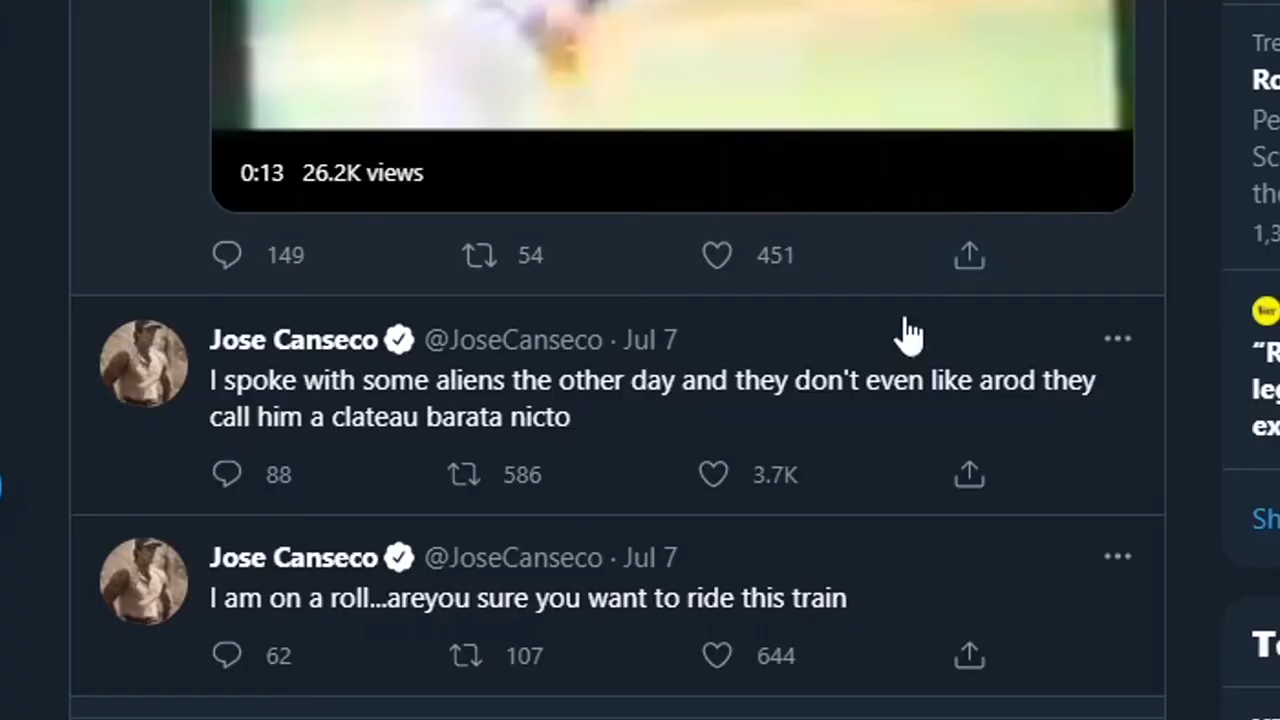 0:13 26.2K views
149 54 451
Jose Canseco @JoseCanseco · Jul 7
I spoke with some aliens the other day and they don't even like arod they
call him a clateau barata nicto
88 586 3.7K
Jose Canseco @JoseCanseco · Jul 7
I am on a roll...areyou sure you want to ride this train
62 107 644